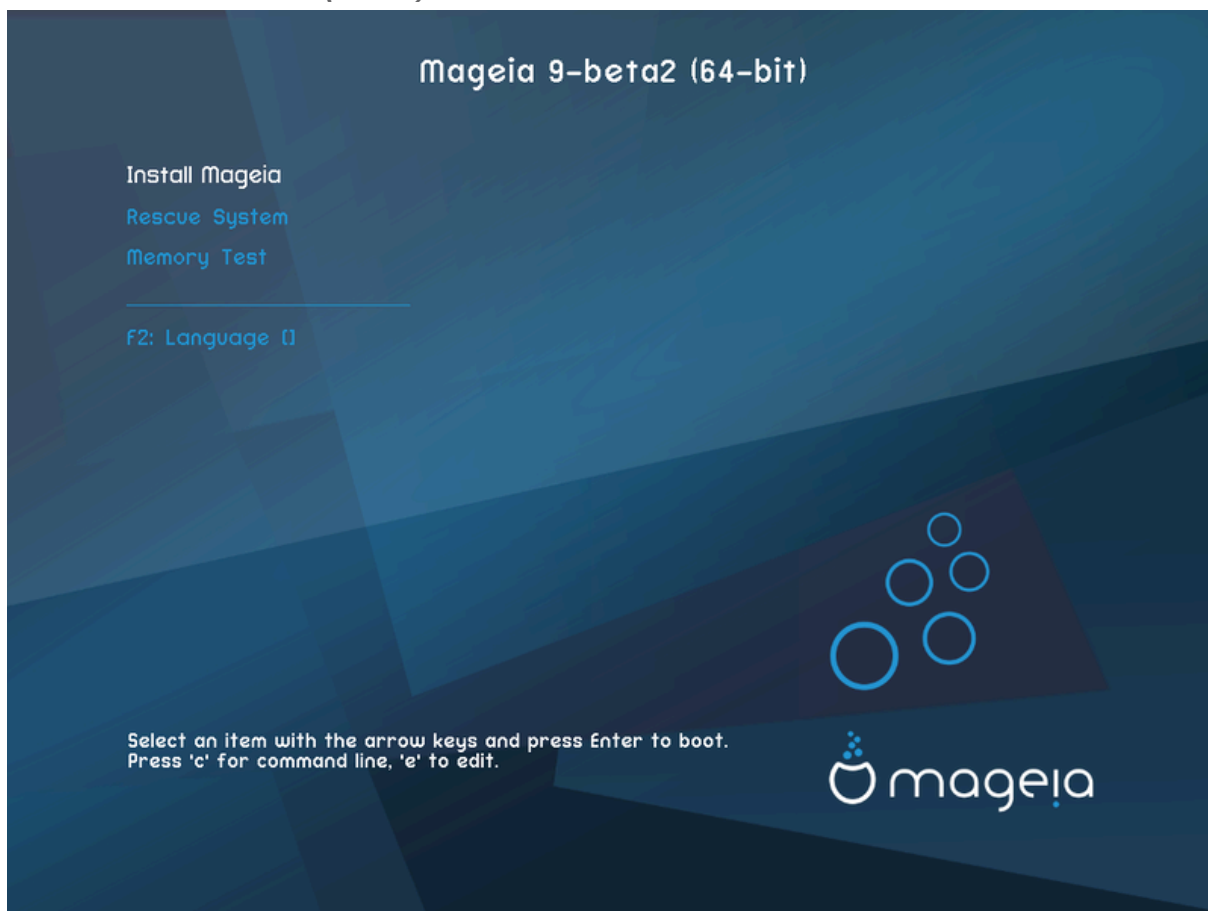 Mageia 9-beta2 (64-bit)
Install Mageia
Rescue System
Memory Test
F2: Language []
Select an item with the arrow keys and press Enter to boot.
Press 'c' for command line, 'e' to edit.
mageia